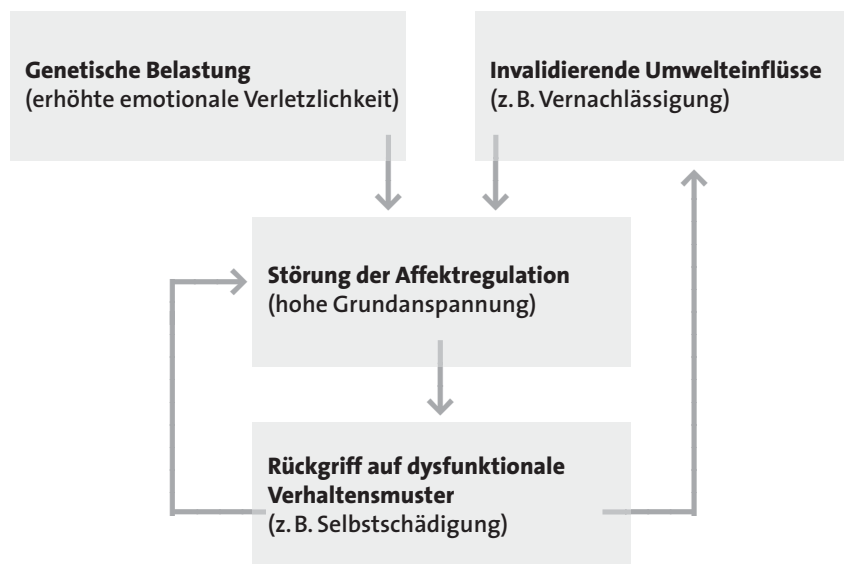 Genetische Belastung
(erhöhte emotionale Verletzlichkeit)
Invalidierende Umwelteinflüsse
(z. B. Vernachlässigung)
Störung der Affektregulation
(hohe Grundanspannung)
Rückgriff auf dysfunktionale
Verhaltensmuster
(z. B. Selbstschädigung)